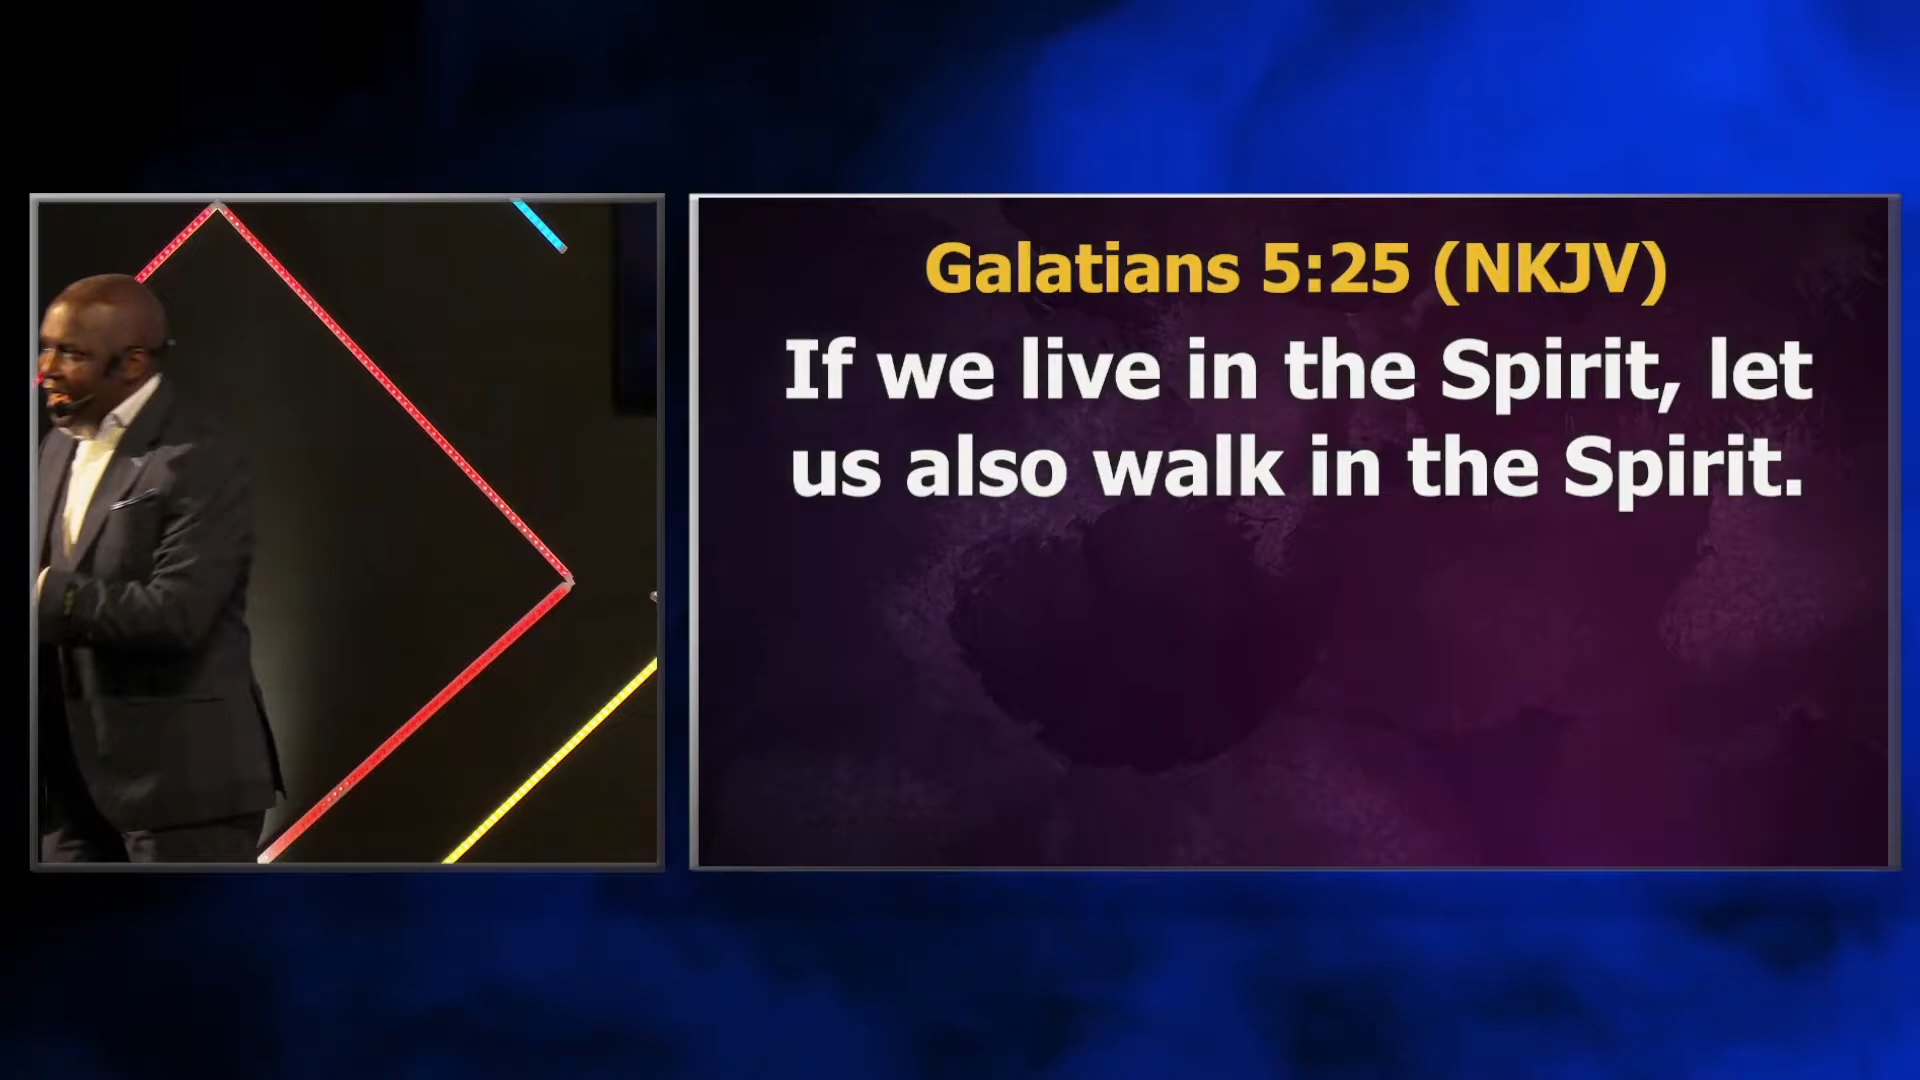 Galatians 5:25 (NKJV)
If we live in the Spirit, let
us also walk in the Spirit.